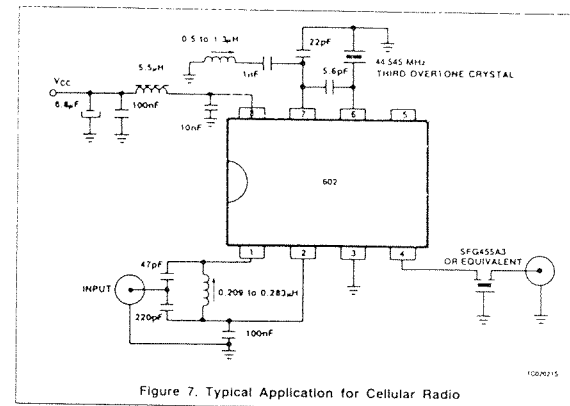 0.5 to 1.3µH
22pF
5.5µH
1nF
5.6pF
44.545 MHz
THIRD OVERTONE CRYSTAL
VCC
6.8µF
100nF
10nF
8
7
6
5
602
1
2
3
4
47pF
SFG455A3
OR EQUIVALENT
INPUT
0.209 to 0.283µH
220pF
100nF
TC02021S
Figure 7. Typical Application for Cellular Radio